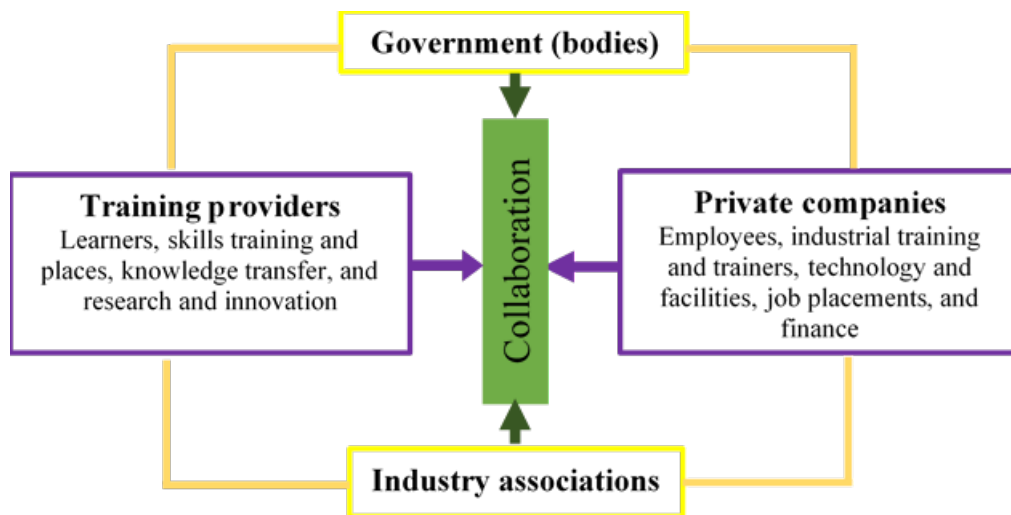 Government (bodies)
Training providers
Learners, skills training and
places, knowledge transfer, and
research and innovation
Collaboration
Private companies
Employees, industrial training
and trainers, technology and
facilities, job placements, and
finance
Industry associations